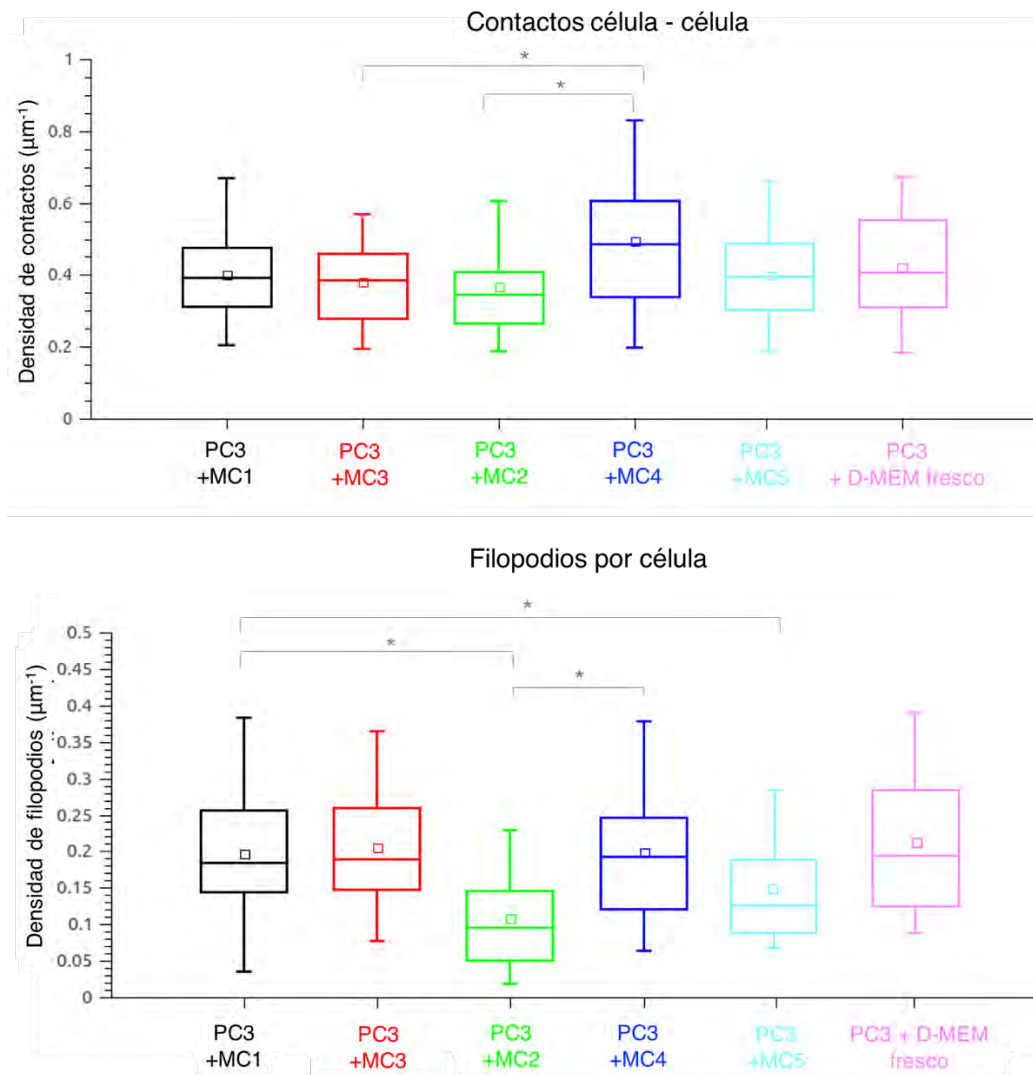 Contactos célula - célula
*
*
Densidad de contactos (µm⁻¹)
1
0.8
0.6
0.4
0.2
0
PC3
+MC1
PC3
+MC3
PC3
+MC2
PC3
+MC4
PC3
+MC5
PC3
+ D-MEM fresco
Filopodios por célula
*
*
*
Densidad de filopodios (µm⁻¹)
0.5
0.45
0.4
0.35
0.3
0.25
0.2
0.15
0.1
0.05
0
PC3
+MC1
PC3
+MC3
PC3
+MC2
PC3
+MC4
PC3
+MC5
PC3 + D-MEM
fresco